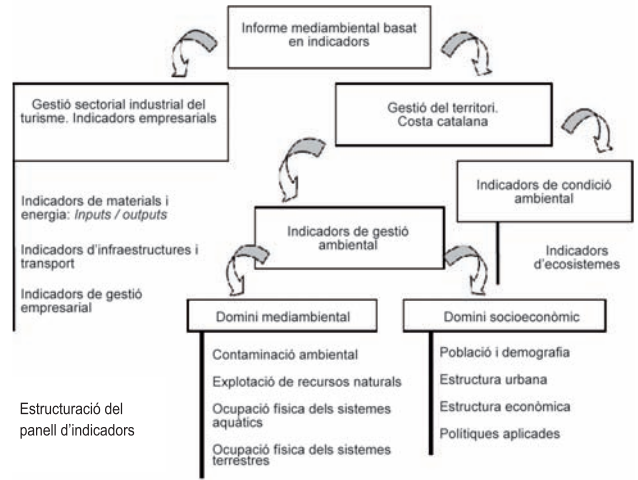 Informe mediambiental basat
en indicadors
Gestió sectorial industrial del
turisme. Indicadors empresarials
Gestió del territori.
Costa catalana
Indicadors de materials i
energia: Inputs / outputs
Indicadors d'infraestructures i
transport
Indicadors de gestió
empresarial
Indicadors de condició
ambiental
Indicadors
d'ecosistemes
Indicadors de gestió
ambiental
Domini mediambiental
Contaminació ambiental
Explotació de recursos naturals
Ocupació física dels sistemes
aquàtics
Ocupació física dels sistemes
terrestres
Domini socioeconòmic
Població i demografia
Estructura urbana
Estructura econòmica
Polítiques aplicades
Estructuració del
panell d'indicadors